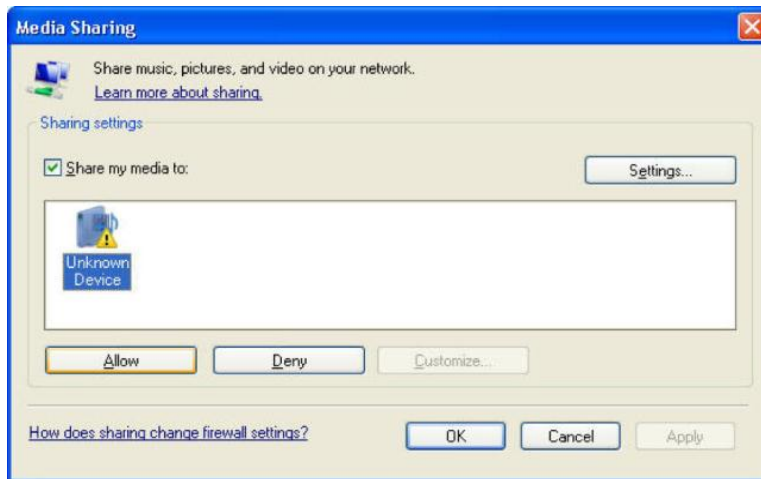 Media Sharing
Share music, pictures, and video on your network.
Learn more about sharing.
Sharing settings
Share my media to:
Settings...
Unknown
Device
Allow
Deny
Customize...
How does sharing change firewall settings?
OK
Cancel
Apply